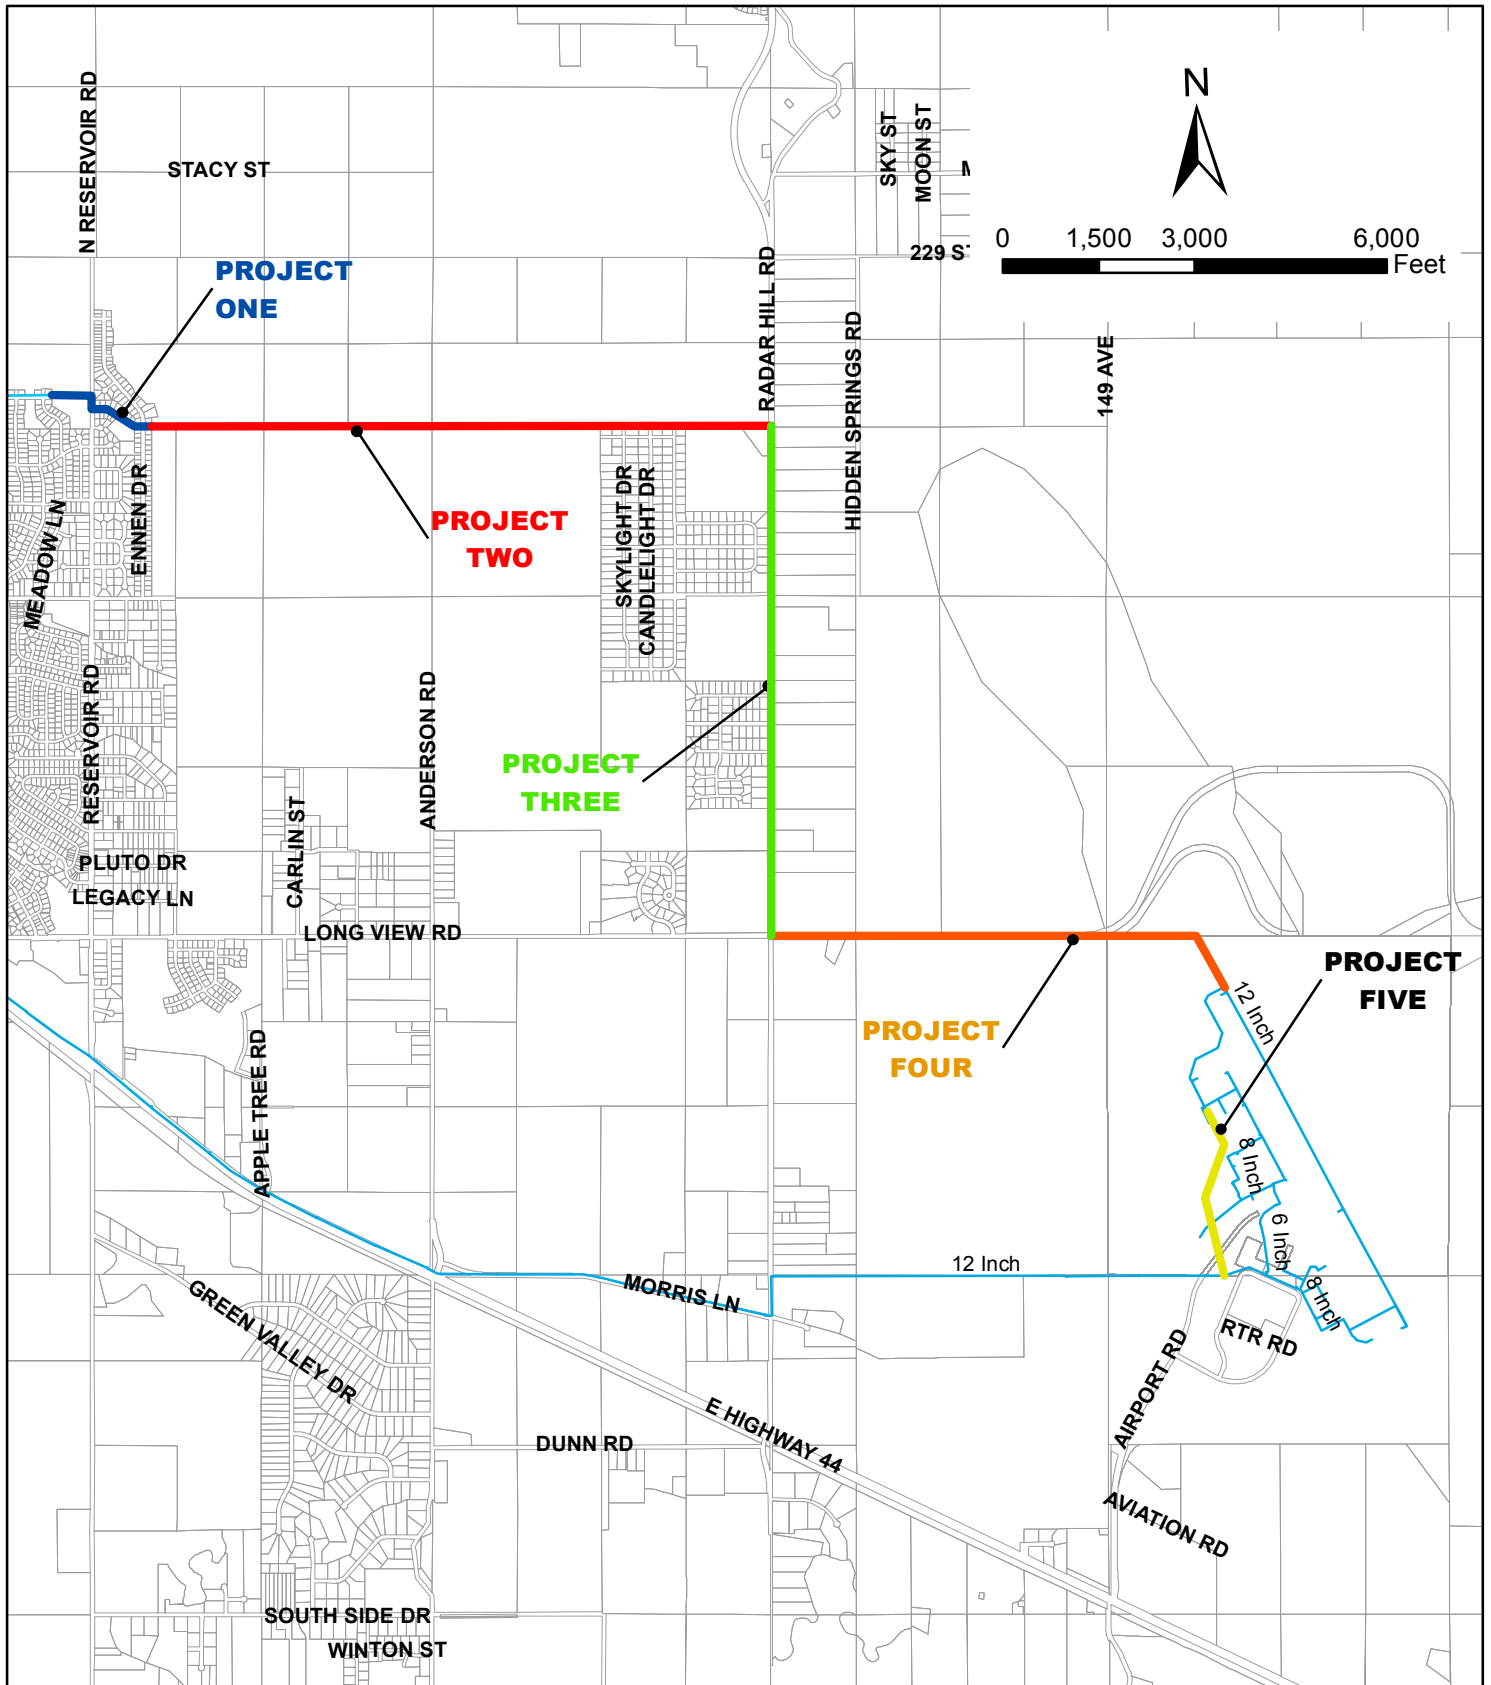 N
0 1,500 3,000 6,000
Feet
N RESERVOIR RD
STACY ST
SKY ST
MOON ST
229 S
PROJECT
ONE
RADAR HILL RD
HIDDEN SPRINGS RD
149 AVE
MEADOW LN
ENNEN DR
PROJECT
TWO
SKYLIGHT DR
CANDLELIGHT DR
RESERVOIR RD
ANDERSON RD
PROJECT
THREE
CARLIN ST
PLUTO DR
LEGACY LN
LONG VIEW RD
PROJECT
FIVE
12 Inch
PROJECT
FOUR
APPLE TREE RD
8 Inch
6 Inch
12 Inch
MORRIS LN
8 Inch
GREEN VALLEY DR
RTR RD
AIRPORT RD
E HIGHWAY 44
DUNN RD
AVIATION RD
SOUTH SIDE DR
WINTON ST